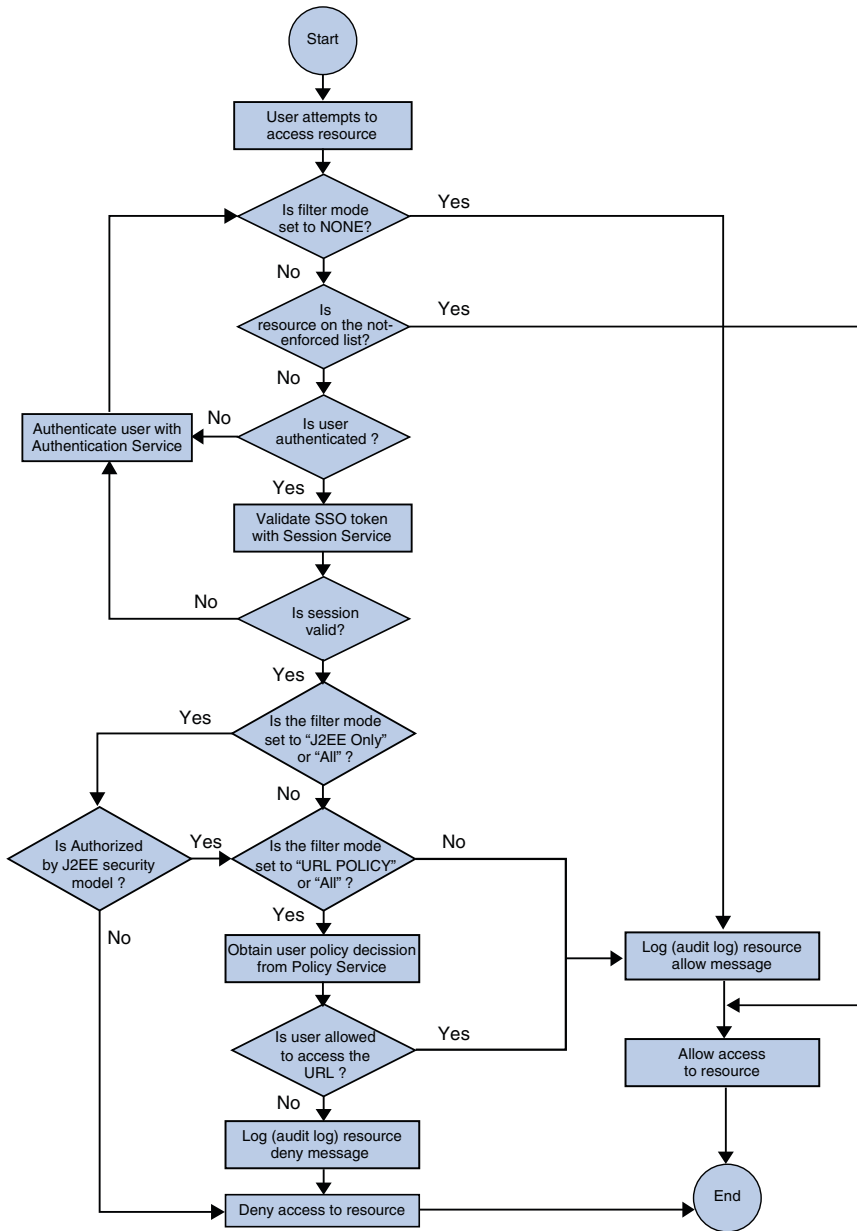 Start
User attempts to
access resource
Is filter mode
set to NONE?
Yes
No
Is
resource on the not-
enforced list?
Yes
No
Authenticate user with
Authentication Service
No
Is user
authenticated ?
Yes
Validate SSO token
with Session Service
No
Is session
valid?
Yes
Yes
Is the filter mode
set to “J2EE Only”
or “All” ?
No
Is Authorized
by J2EE security
model ?
Yes
Is the filter mode
set to “URL POLICY”
or “All” ?
No
Yes
No
Obtain user policy decission
from Policy Service
Log (audit log) resource
allow message
Is user allowed
to access the
URL ?
Yes
Allow access
to resource
No
Log (audit log) resource
deny message
Deny access to resource
End